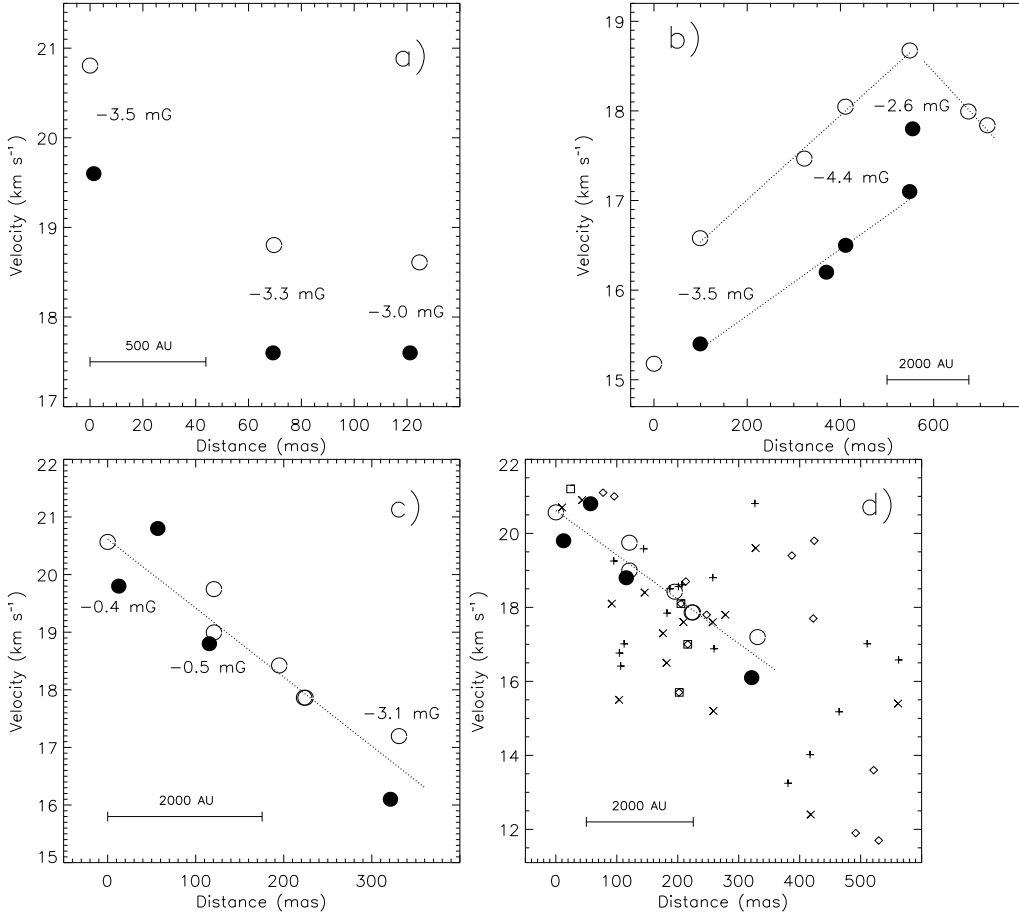 21
20
19
18
17
Velocity (km s⁻¹)
a)
−3.5 mG
−3.3 mG
−3.0 mG
500 AU
0 20 40 60 80 100 120
Distance (mas)
19
18
17
16
15
Velocity (km s⁻¹)
b)
−2.6 mG
−4.4 mG
−3.5 mG
2000 AU
0 200 400 600
Distance (mas)
22
21
20
19
18
17
16
15
Velocity (km s⁻¹)
c)
−0.4 mG
−0.5 mG
−3.1 mG
2000 AU
0 100 200 300
Distance (mas)
22
20
18
16
14
12
Velocity (km s⁻¹)
d)
2000 AU
0 100 200 300 400 500
Distance (mas)